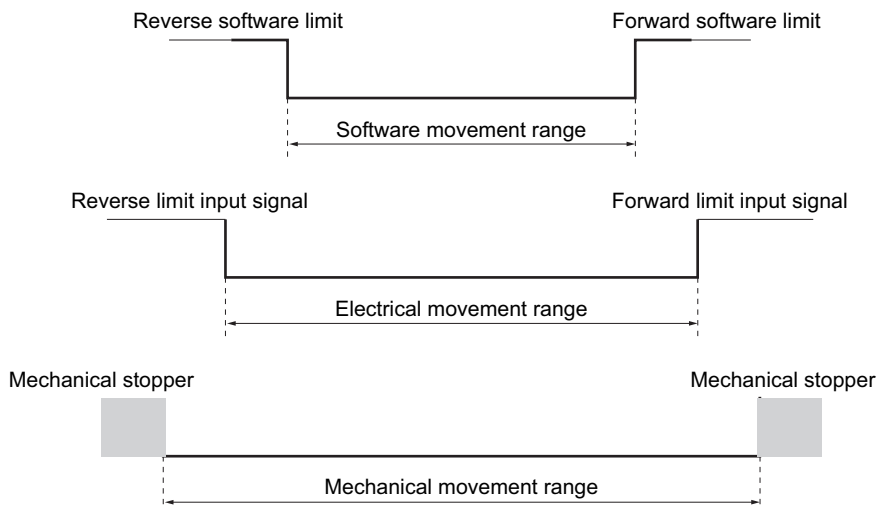 Reverse software limit
Forward software limit
Software movement range
Reverse limit input signal
Forward limit input signal
Electrical movement range
Mechanical stopper
Mechanical stopper
Mechanical movement range